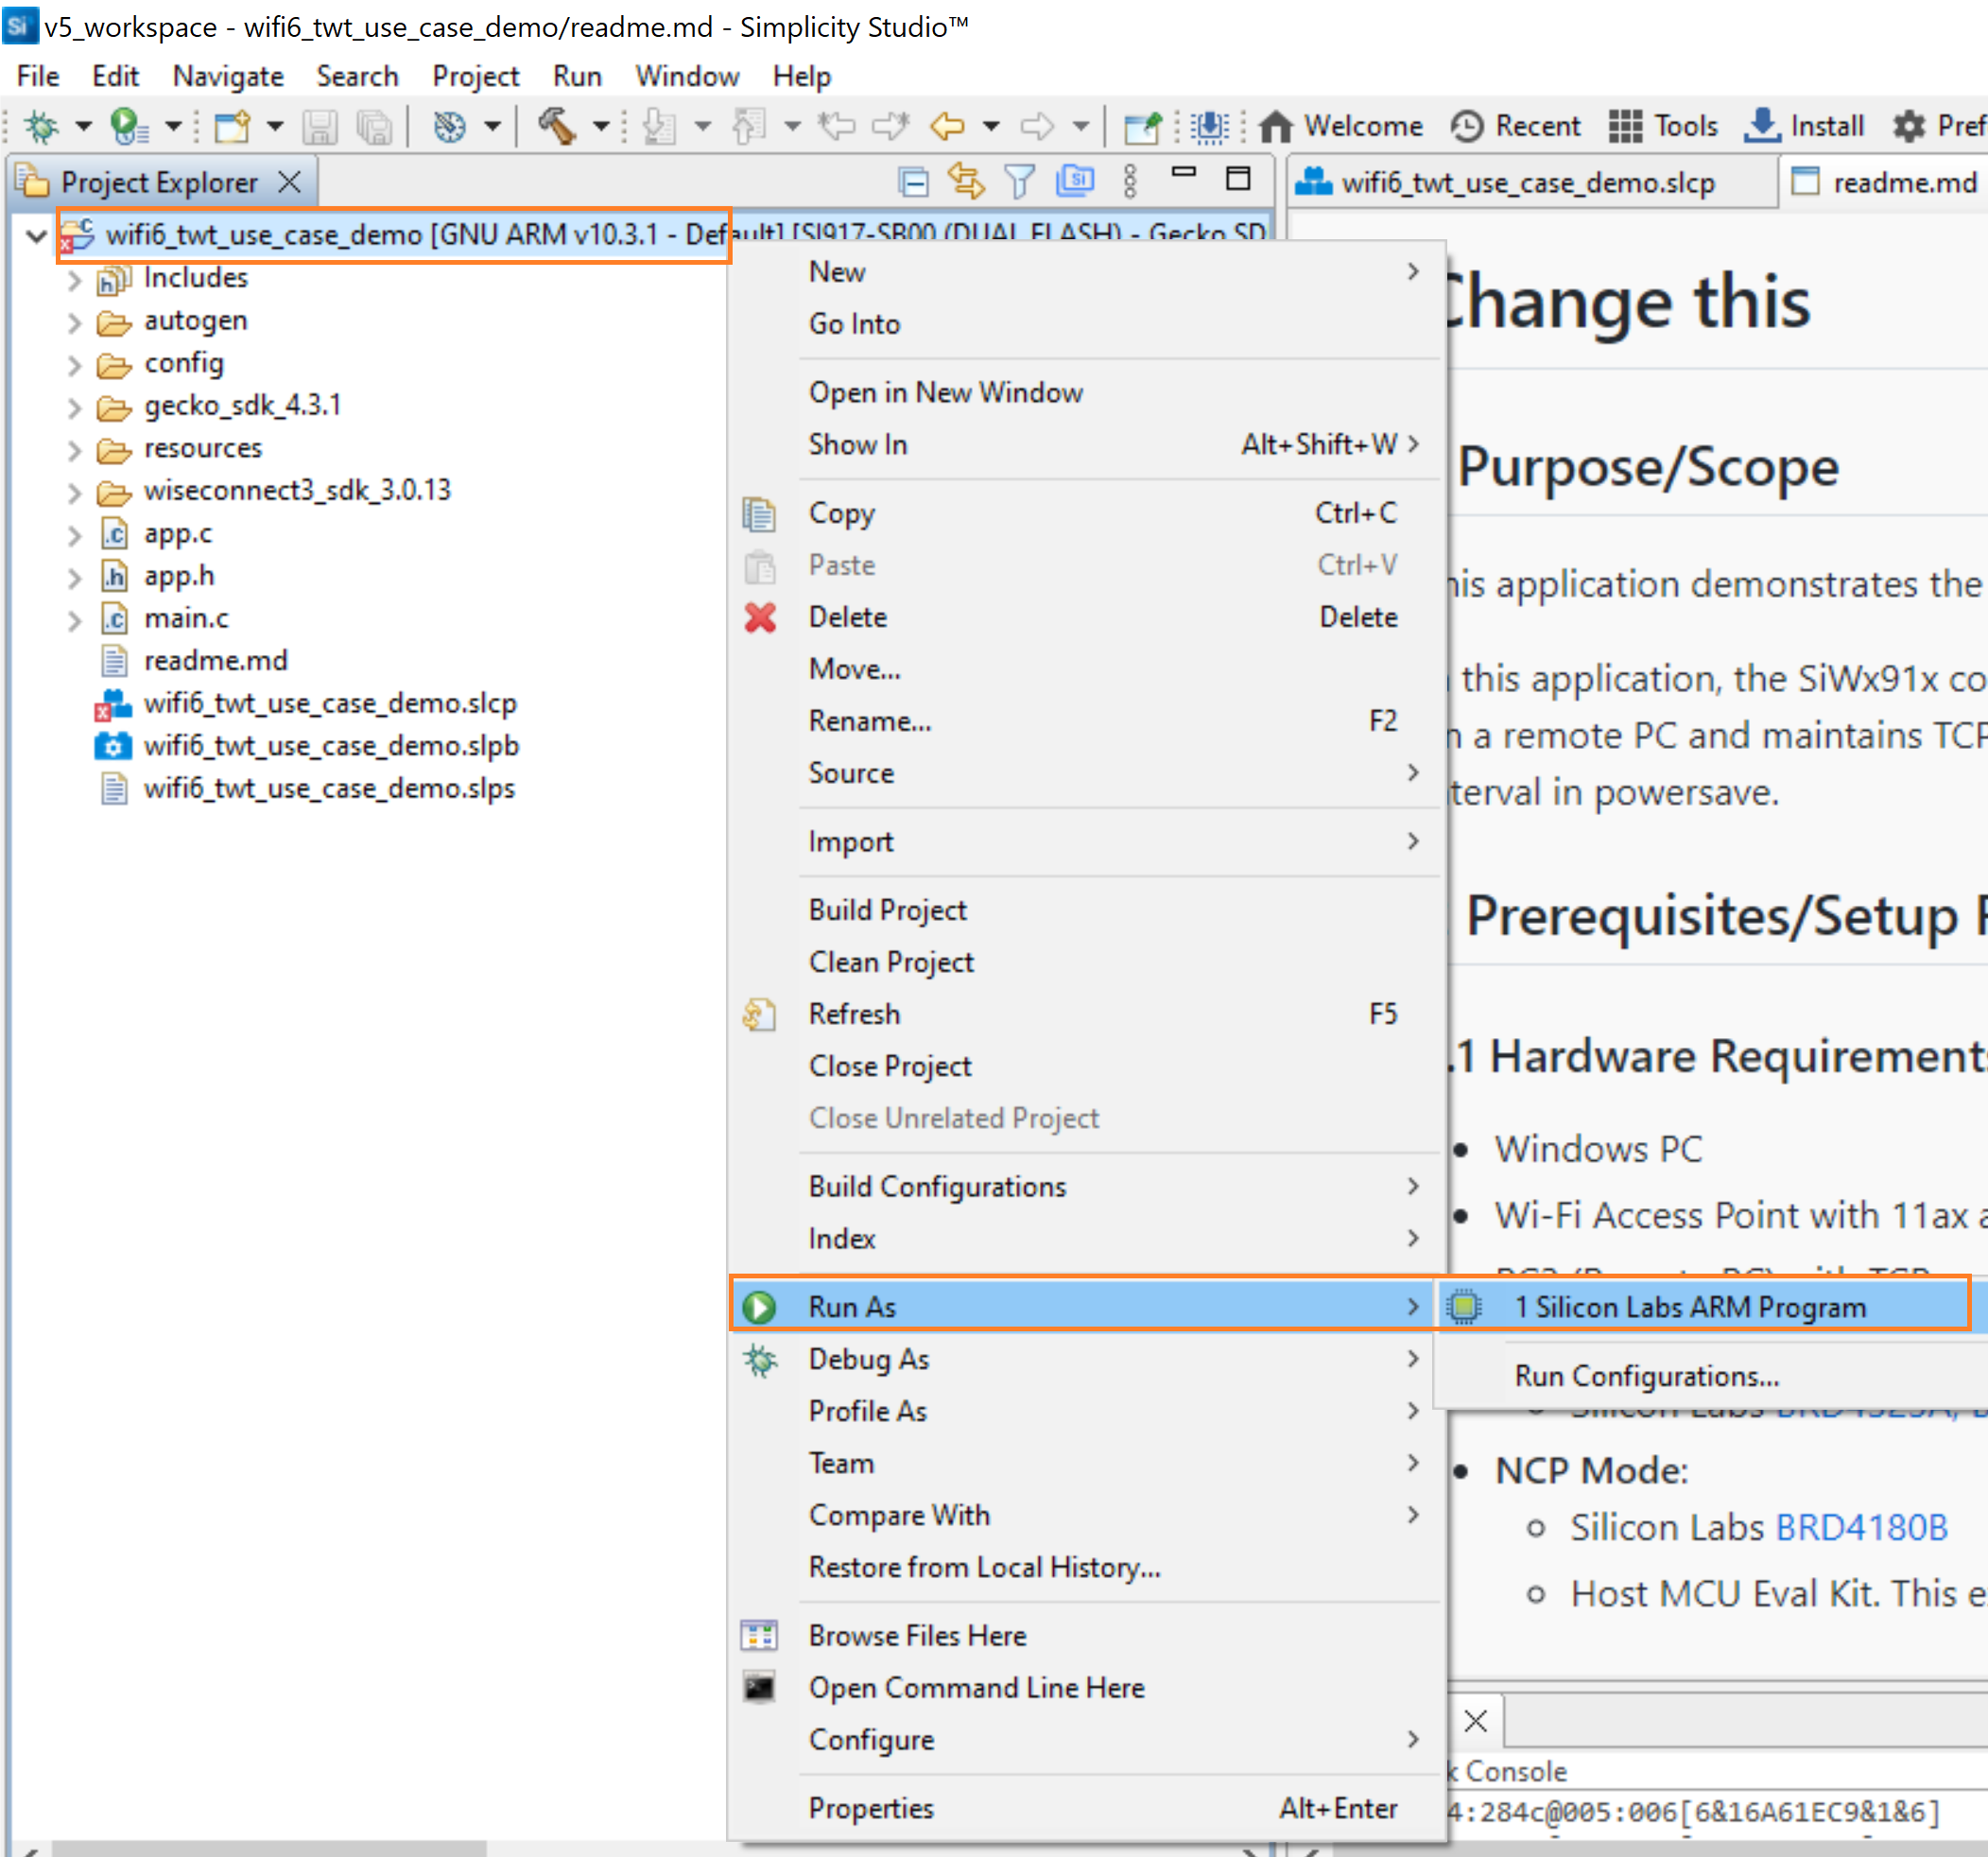 v5_workspace - wifi6_twt_use_case_demo/readme.md - Simplicity Studio™
File Edit Navigate Search Project Run Window Help
Welcome Recent Tools Install Pref
Project Explorer
wifi6_twt_use_case_demo.slcp readme.md
wifi6_twt_use_case_demo [GNU ARM v10.3.1 - Default] [SI917-SB00 (DUAL FLASH) - Gecko SD
Includes
autogen
config
gecko_sdk_4.3.1
resources
wiseconnect3_sdk_3.0.13
app.c
app.h
main.c
readme.md
wifi6_twt_use_case_demo.slcp
wifi6_twt_use_case_demo.slpb
wifi6_twt_use_case_demo.slps
New
Go Into
Open in New Window
Show In Alt+Shift+W
Copy Ctrl+C
Paste Ctrl+V
Delete Delete
Move...
Rename... F2
Source
Import
Build Project
Clean Project
Refresh F5
Close Project
Close Unrelated Project
Build Configurations
Index
Run As
Debug As
Profile As
Team
Compare With
Restore from Local History...
Browse Files Here
Open Command Line Here
Configure
Properties Alt+Enter
1 Silicon Labs ARM Program
Run Configurations...
Change this
Purpose/Scope
his application demonstrates the
this application, the SiWx91x co
a remote PC and maintains TCP
terval in powersave.
Prerequisites/Setup R
.1 Hardware Requirements
Windows PC
Wi-Fi Access Point with 11ax a
NCP Mode:
Silicon Labs BRD4180B
Host MCU Eval Kit. This e
k Console
4:284c@005:006[6&16A61EC9&1&6]